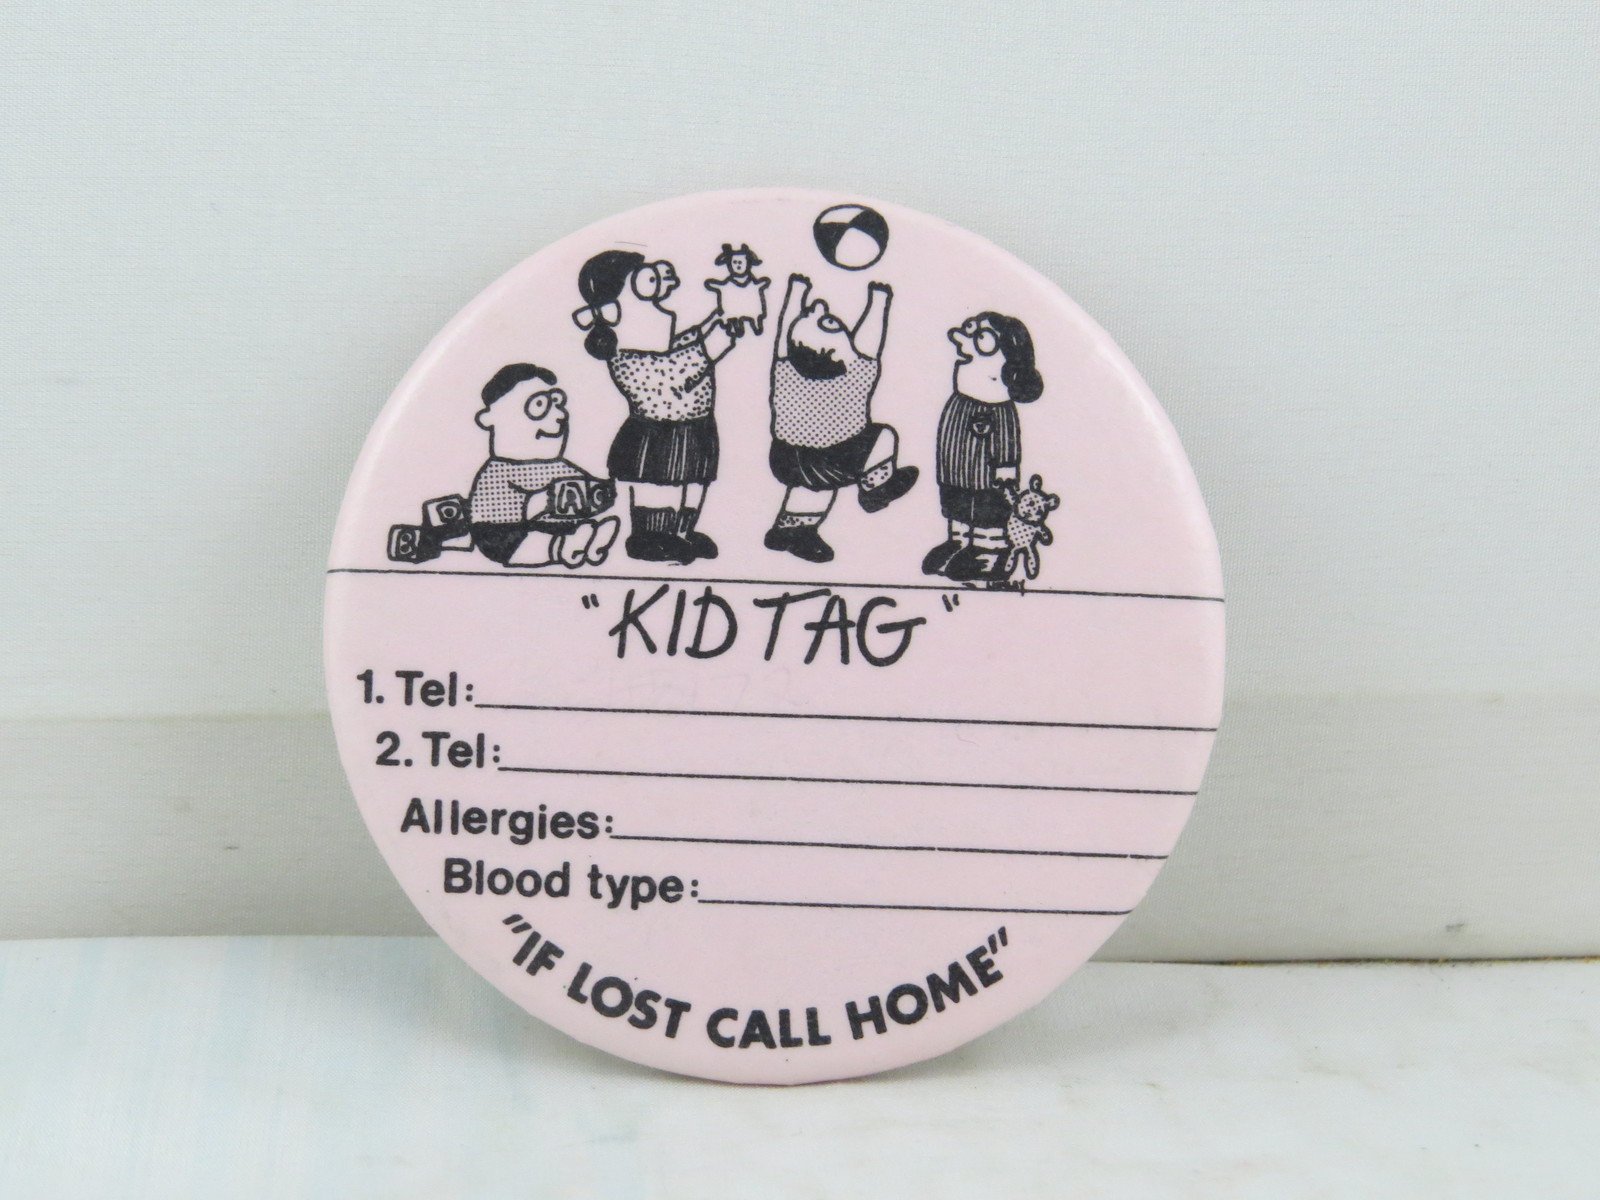 A C
C
B
"KID TAG"
1. Tel:
2. Tel:
Allergies:
Blood type:
"IF LOST CALL HOME"